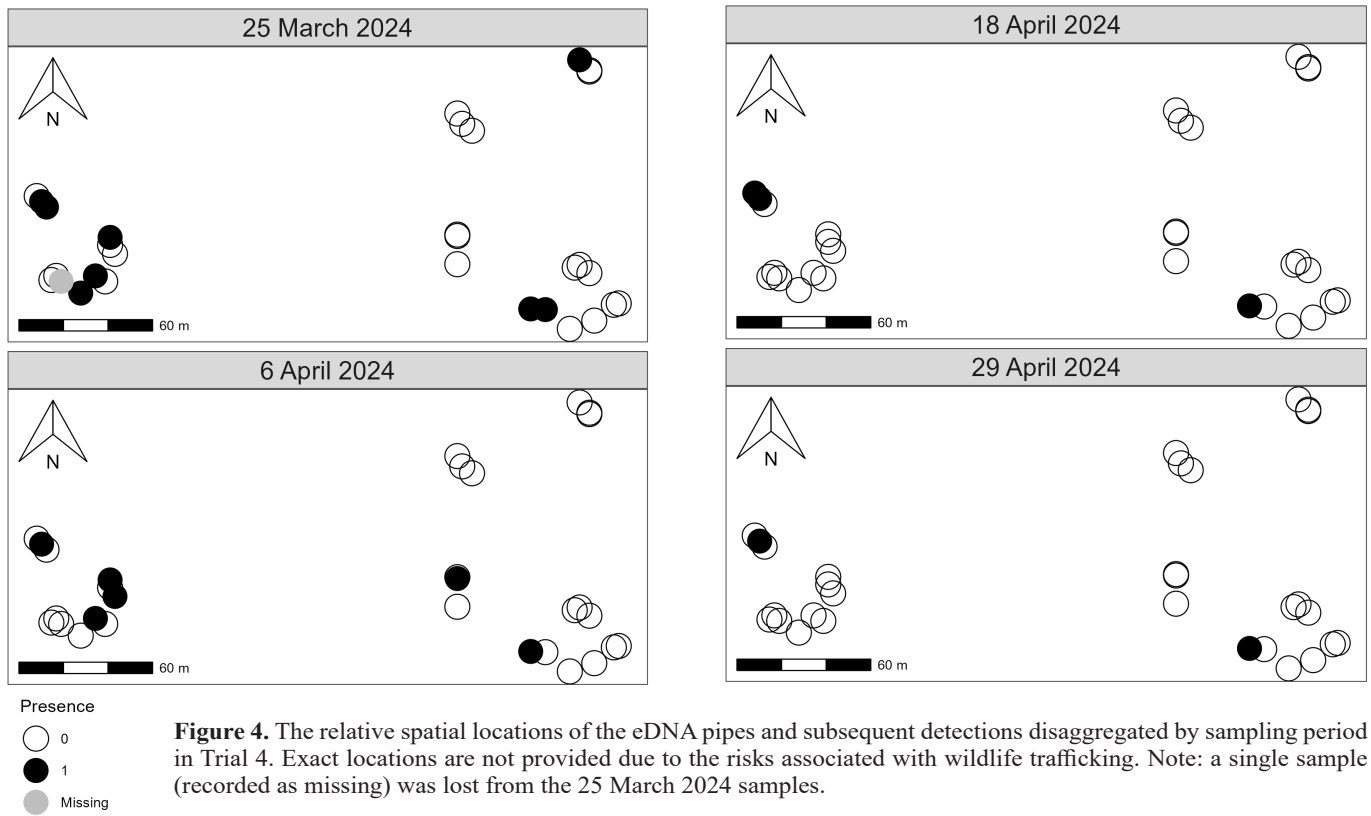 25 March 2024
N
60 m
18 April 2024
N
60 m
6 April 2024
N
60 m
29 April 2024
N
60 m
Presence
0
1
Missing
Figure 4. The relative spatial locations of the eDNA pipes and subsequent detections disaggregated by sampling period
in Trial 4. Exact locations are not provided due to the risks associated with wildlife trafficking. Note: a single sample
(recorded as missing) was lost from the 25 March 2024 samples.